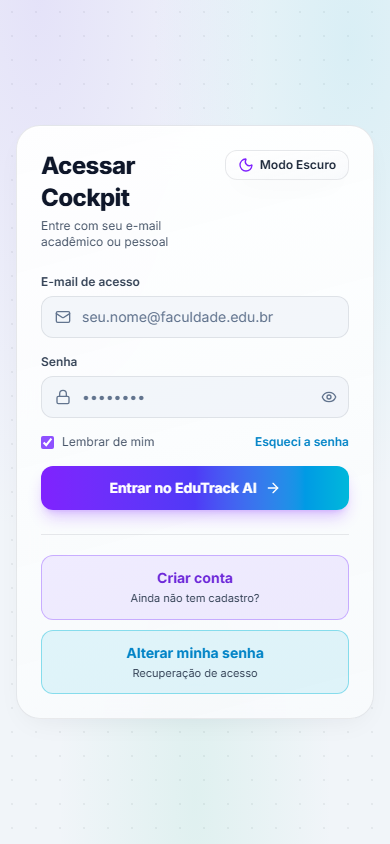 Acessar
Cockpit
Modo Escuro
Entre com seu e-mail
acadêmico ou pessoal
E-mail de acesso
seu.nome@faculdade.edu.br
Senha
••••••••
Lembrar de mim
Esqueci a senha
Entrar no EduTrack AI →
Criar conta
Ainda não tem cadastro?
Alterar minha senha
Recuperação de acesso